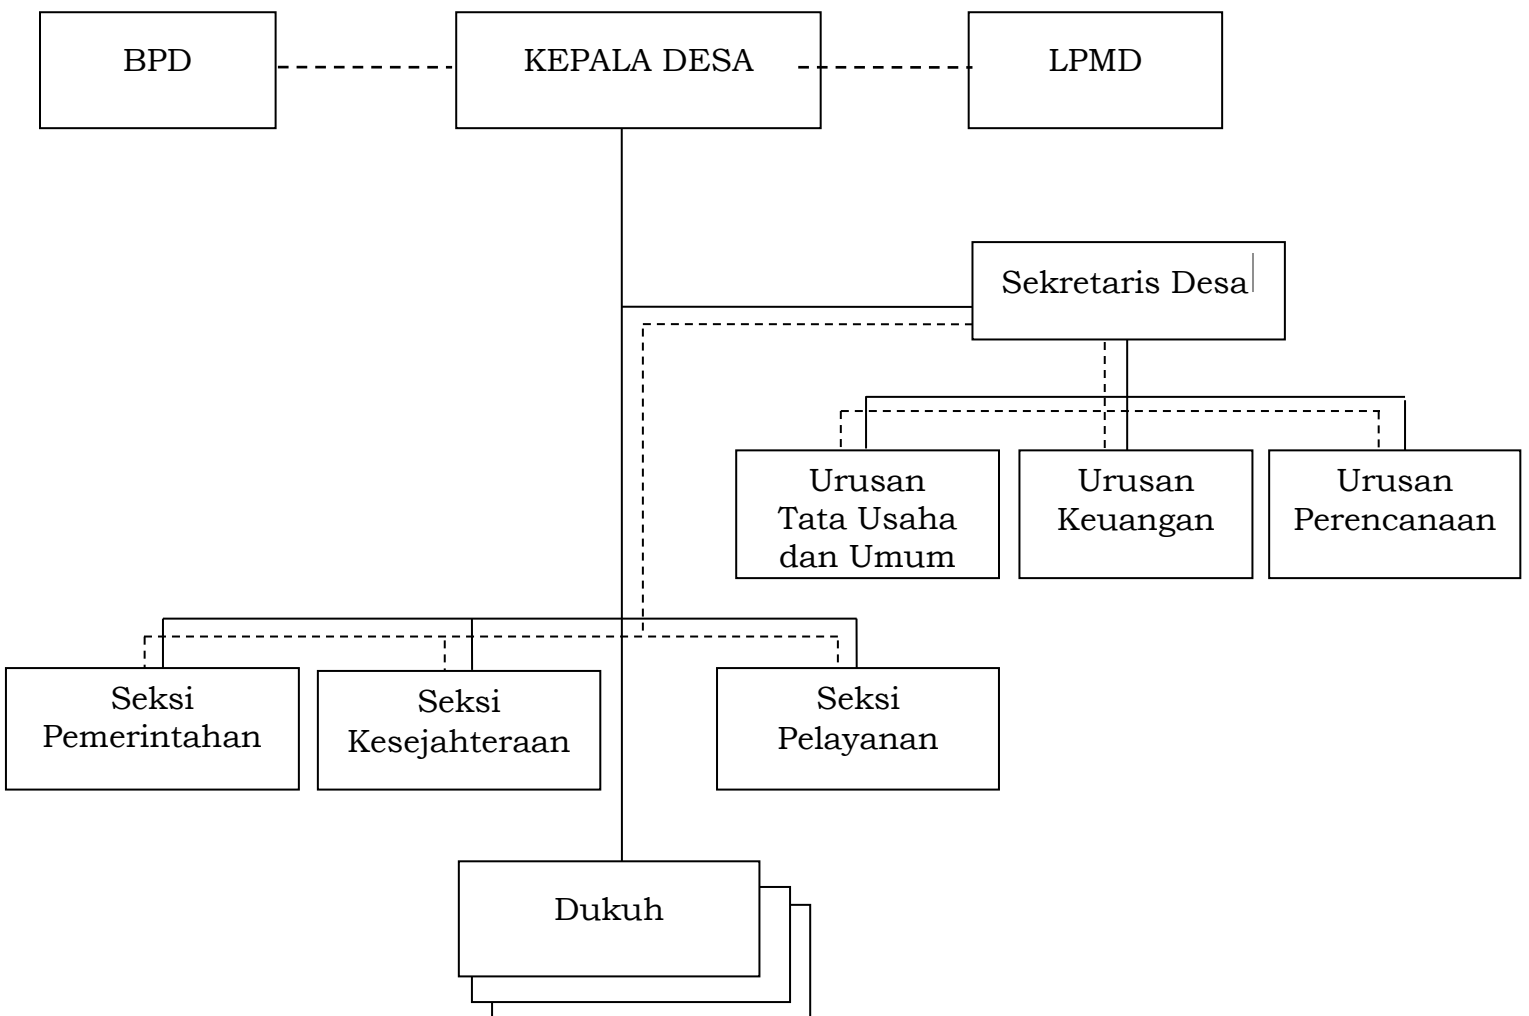 BPD
KEPALA DESA
LPMD
Sekretaris Desa
Urusan
Tata Usaha
dan Umum
Urusan
Keuangan
Urusan
Perencanaan
Seksi
Pemerintahan
Seksi
Kesejahteraan
Seksi
Pelayanan
Dukuh